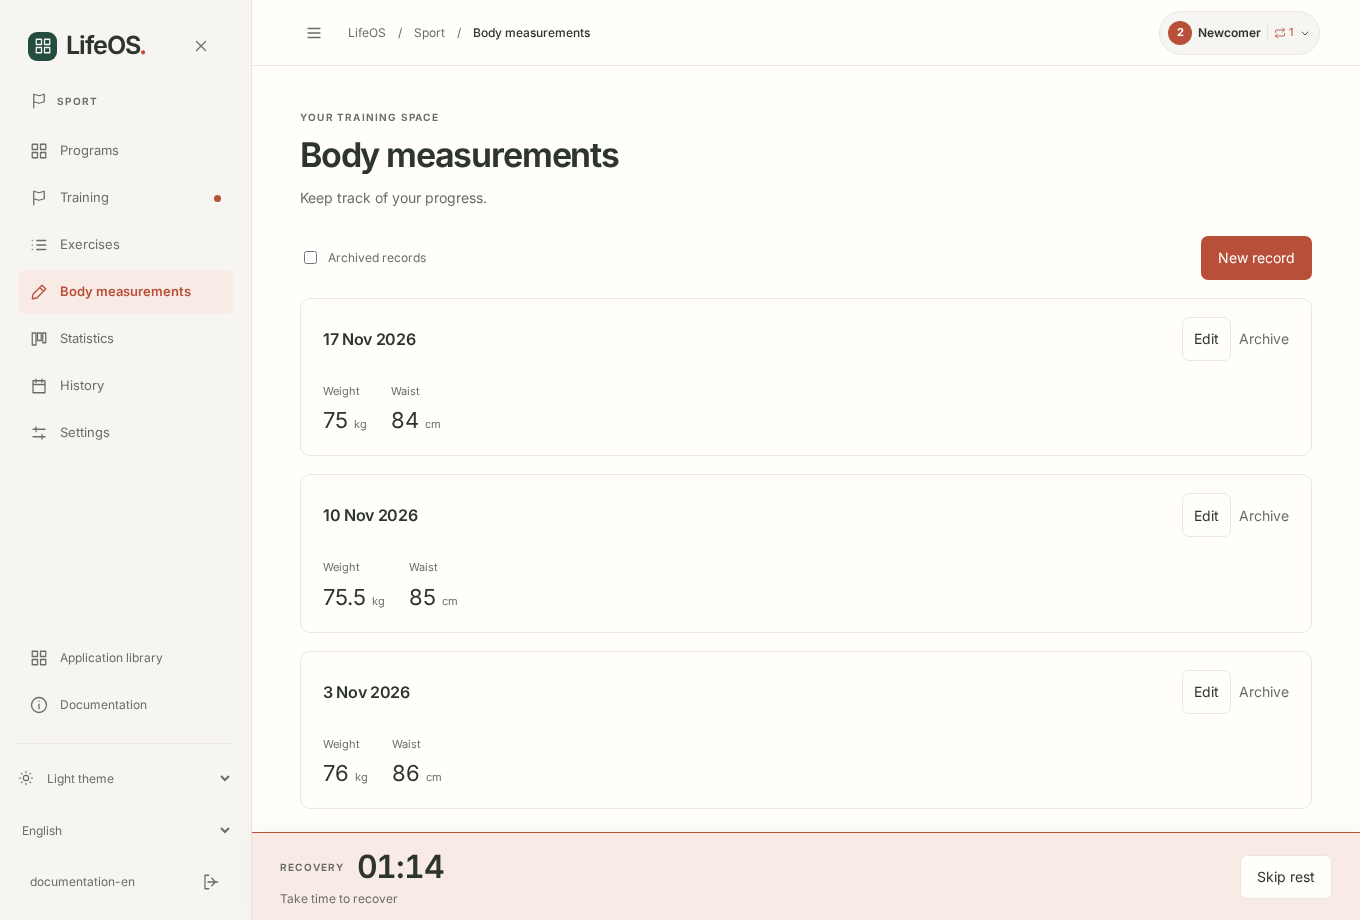 LifeOS.
SPORT
Programs
Training
Exercises
Body measurements
Statistics
History
Settings
Application library
Documentation
Light theme
English
documentation-en
LifeOS / Sport / Body measurements
2 Newcomer 1
YOUR TRAINING SPACE
Body measurements
Keep track of your progress.
Archived records
New record
17 Nov 2026
Edit Archive
Weight Waist
75 kg 84 cm
10 Nov 2026
Edit Archive
Weight Waist
75.5 kg 85 cm
3 Nov 2026
Edit Archive
Weight Waist
76 kg 86 cm
RECOVERY 01:14
Take time to recover
Skip rest